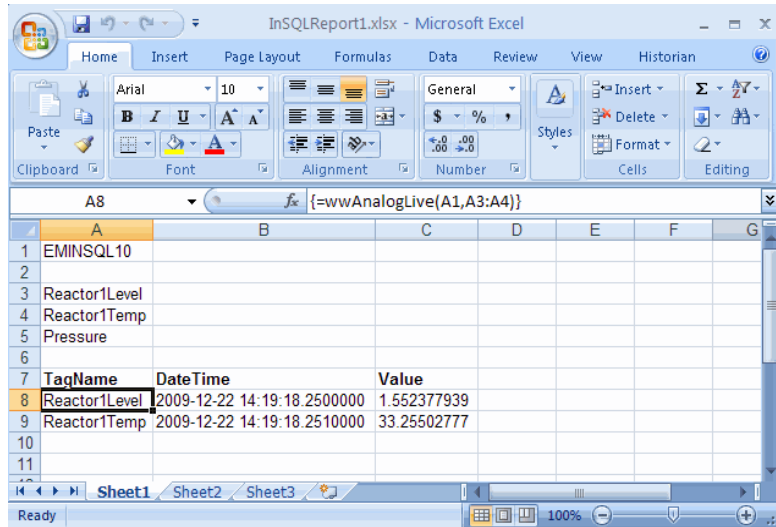 InSQLReport1.xlsx - Microsoft Excel
Home Insert Page Layout Formulas Data Review View Historian
Paste
Clipboard
Arial 10
B I U A A
A
Font
Alignment
General
$ % ,
.0 .00
.00 .0
Number
A
Styles
Insert
Delete
Format
Cells
Σ A Z
Editing
A8 fx {=wwAnalogLive(A1,A3:A4)}
A B C D E F G
1 EMINSQL10
2
3 Reactor1Level
4 Reactor1Temp
5 Pressure
6
7 TagName DateTime Value
8 Reactor1Level 2009-12-22 14:19:18.2500000 1.552377939
9 Reactor1Temp 2009-12-22 14:19:18.2510000 33.25502777
10
11
Sheet1 Sheet2 Sheet3
Ready 100%